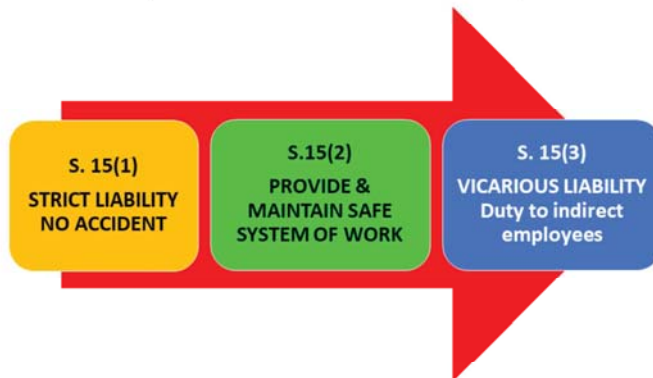 S. 15(1)
STRICT LIABILITY
NO ACCIDENT
S.15(2)
PROVIDE &
MAINTAIN SAFE
SYSTEM OF WORK
S. 15(3)
VICARIOUS LIABILITY
Duty to indirect
employees